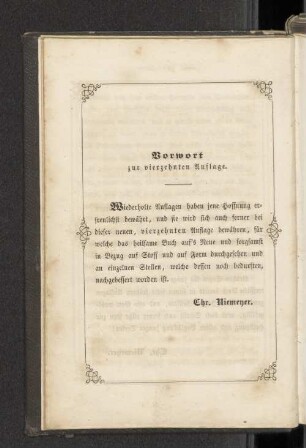 Vorwort
zur vierzehnten Auflage.
Wiederholte Auflagen haben jene Hoffnung er-
freulichst bewährt, und sie wird sich auch ferner bei
dieser neuen, vierzehnten Auflage bewähren, für
welche das heilsame Buch auf's Neue und sorgsamst
in Bezug auf Stoff und auf Form durchgesehen und
an einzelnen Stellen, welche dessen noch bedurften,
nachgebessert worden ist.
Chr. Niemeyer.